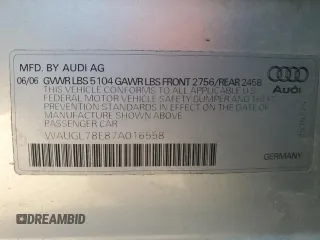 MFD. BY AUDI AG
06/06 GVWR LBS 5104 GAWR LBS FRONT 2756/REAR 2458
THIS VEHICLE CONFORMS TO ALL APPLICABLE U.S
FEDERAL MOTOR VEHICLE SAFETY BUMPER AND THEFT
PREVENTION STANDARDS IN EFFECT ON THE DATE OF
MANUFACTURE SHOWN ABOVE.
PASSENGER CAR
WAUGL78E87A016558
Audi
GERMANY
DREAMBID